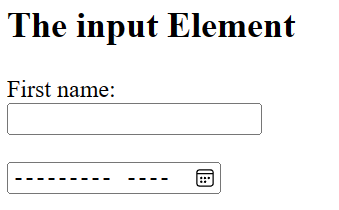 The input Element
First name:
--------- ----